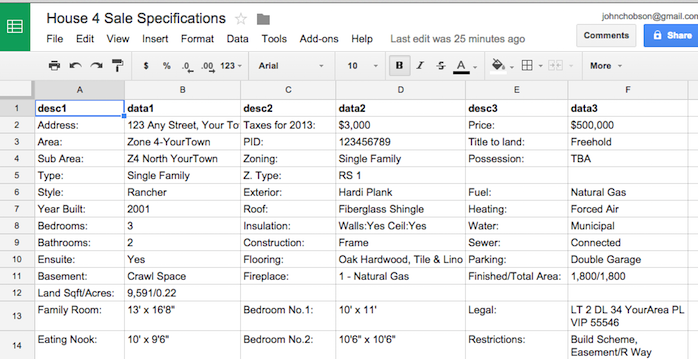 House 4 Sale Specifications
johnchobson@gmail.con
File Edit View Insert Format Data Tools Add-ons Help Last edit was 25 minutes ago
Comments Share
$ % .0 .00 123 Arial 10 B I S A More
A B C D E F
1 desc1 data1 desc2 data2 desc3 data3
2 Address: 123 Any Street, Your To Taxes for 2013: $3,000 Price: $500,000
3 Area: Zone 4-YourTown PID: 123456789 Title to land: Freehold
4 Sub Area: Z4 North YourTown Zoning: Single Family Possession: TBA
5 Type: Single Family Z. Type: RS 1
6 Style: Rancher Exterior: Hardi Plank Fuel: Natural Gas
7 Year Built: 2001 Roof: Fiberglass Shingle Heating: Forced Air
8 Bedrooms: 3 Insulation: Walls:Yes Ceil:Yes Water: Municipal
9 Bathrooms: 2 Construction: Frame Sewer: Connected
10 Ensuite: Yes Flooring: Oak Hardwood, Tile & Lino Parking: Double Garage
11 Basement: Crawl Space Fireplace: 1 - Natural Gas Finished/Total Area: 1,800/1,800
12 Land Sqft/Acres: 9,591/0.22
13 Family Room: 13' x 16'8" Bedroom No.1: 10' x 11' Legal: LT 2 DL 34 YourArea PL
VIP 55546
14 Eating Nook: 10' x 9'6" Bedroom No.2: 10'6" x 10'6" Restrictions: Build Scheme,
Easement/R Way